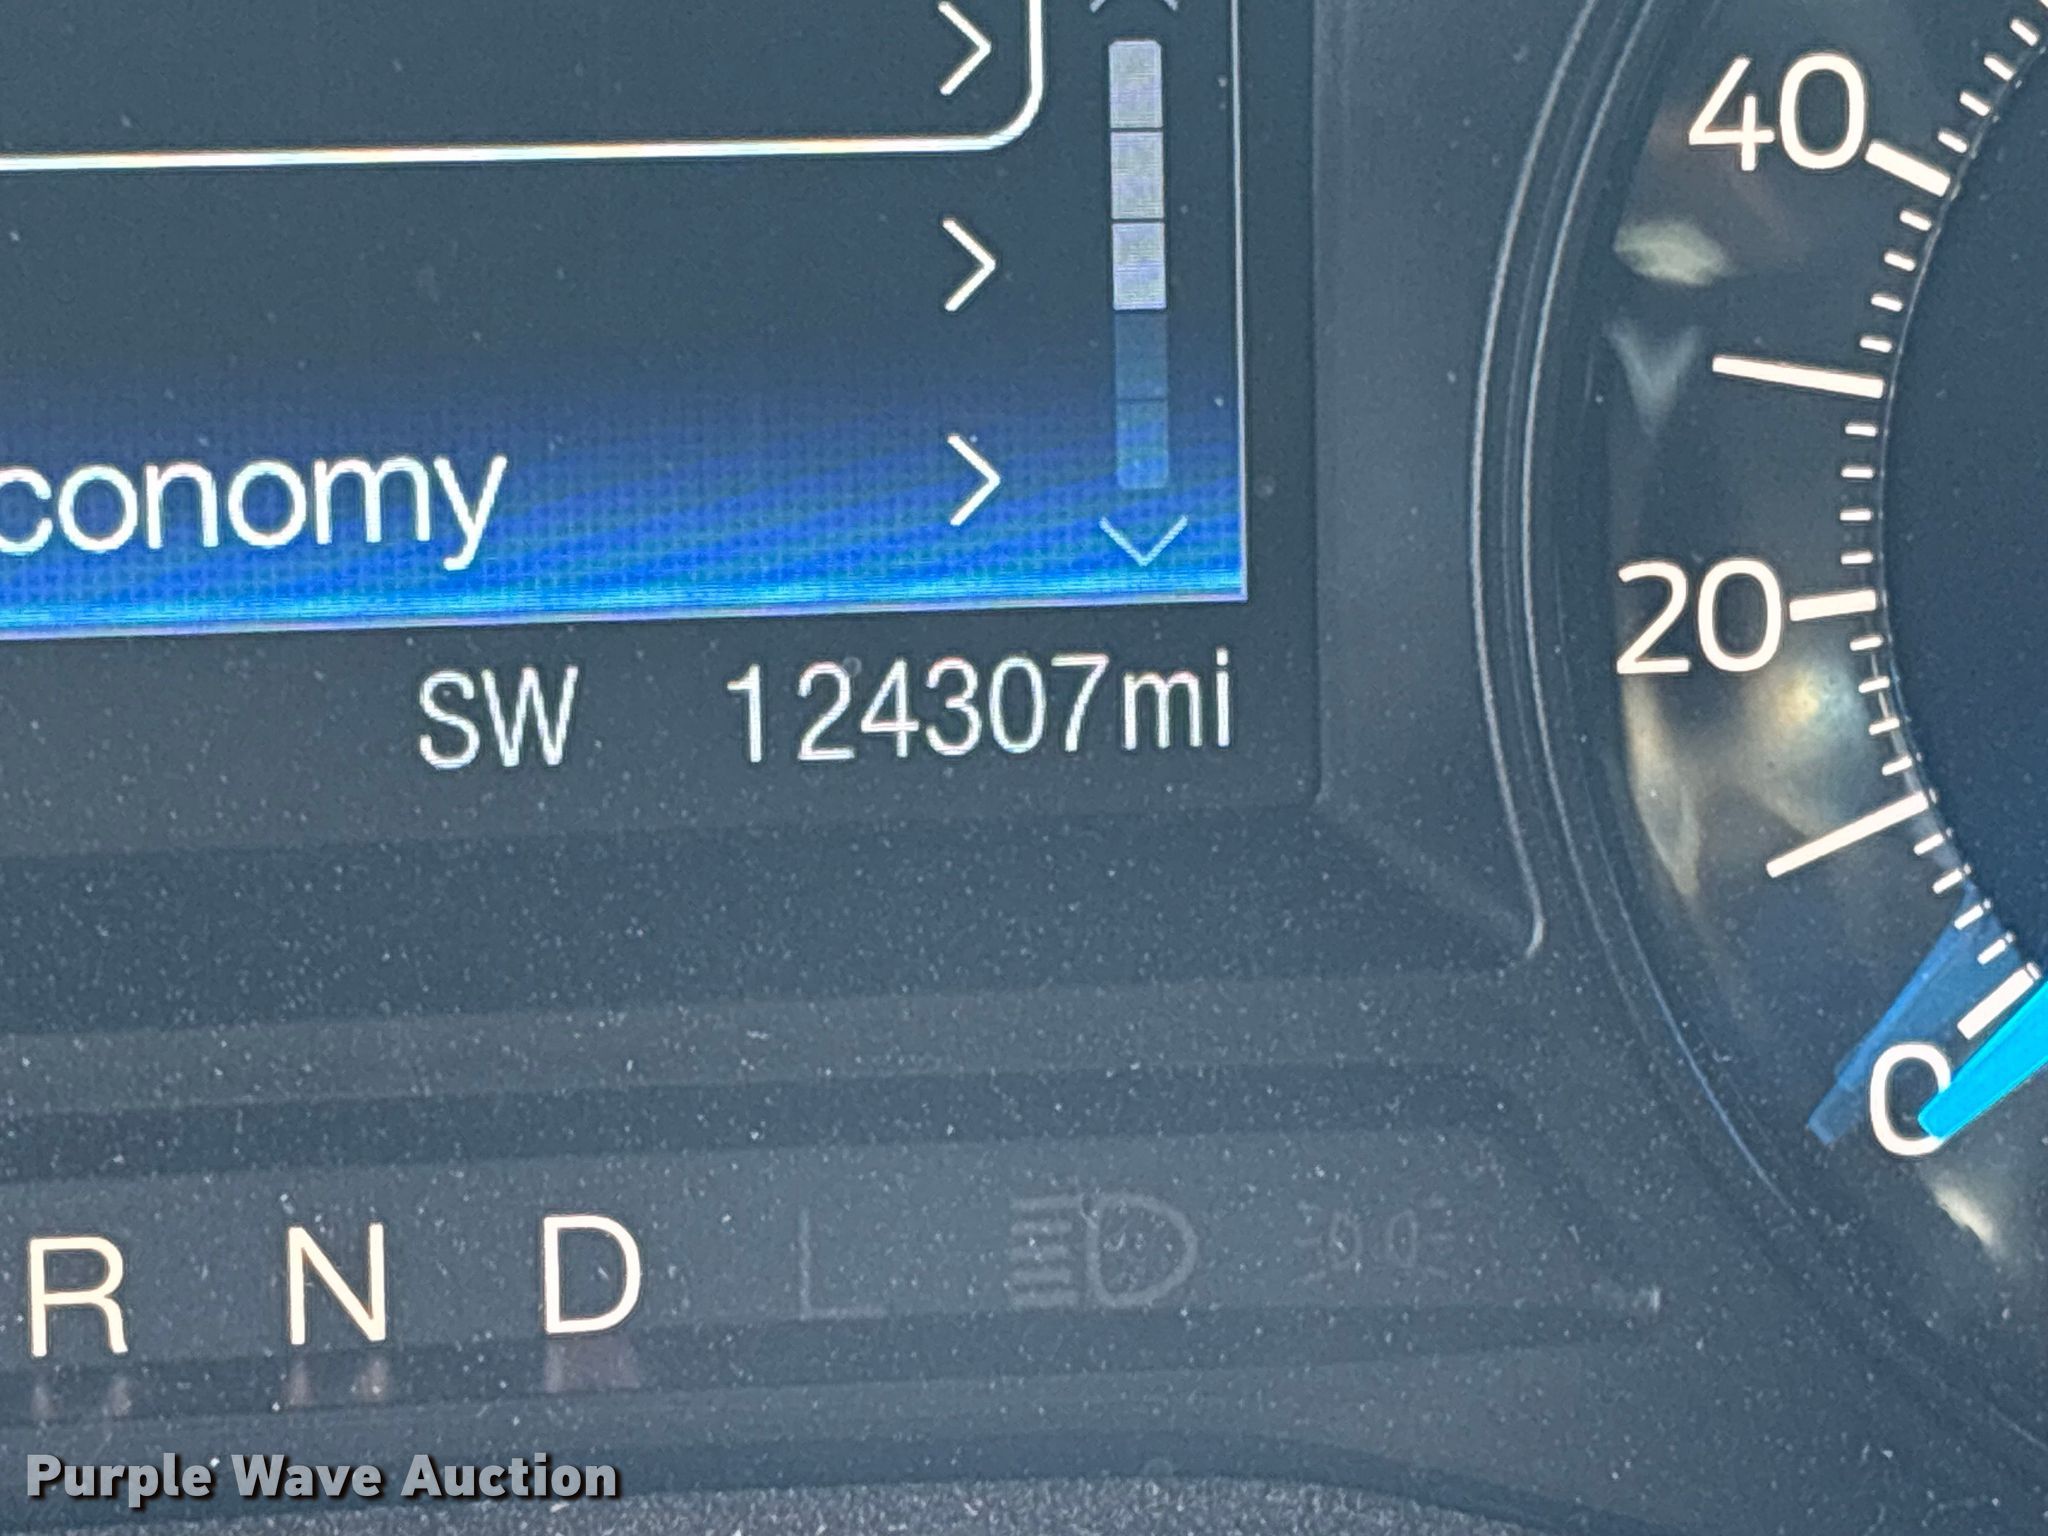 40
conomy
20
SW 124307mi
0
R N D L
Purple Wave Auction